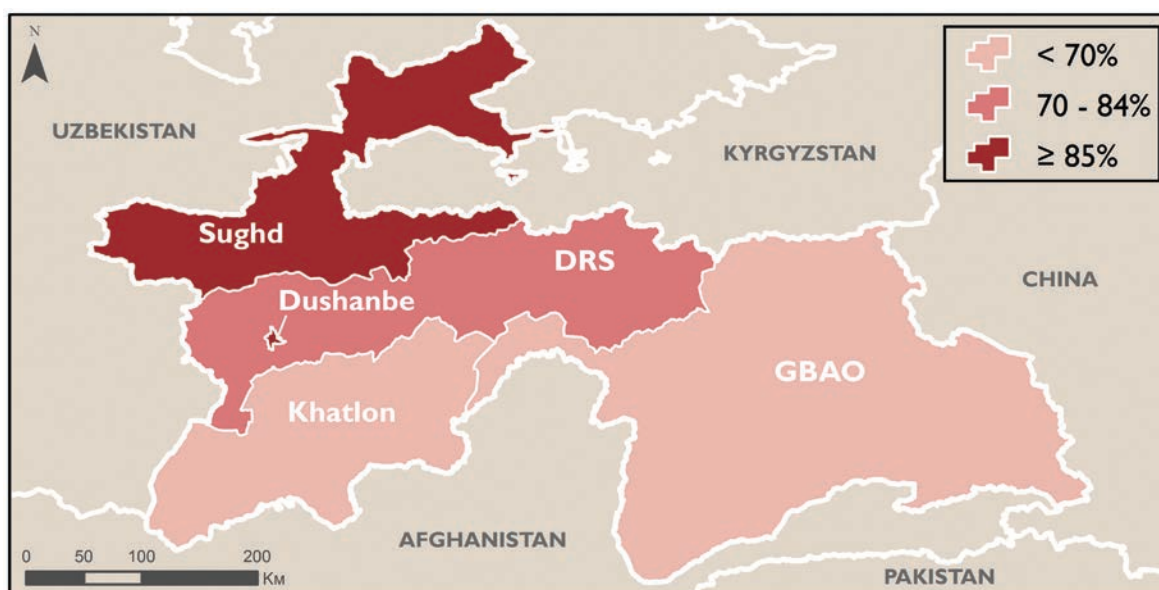 N
< 70%
70 - 84%
≥ 85%
UZBEKISTAN
KYRGYZSTAN
Sughd
DRS
Dushanbe
CHINA
GBAO
Khatlon
AFGHANISTAN
PAKISTAN
0 50 100 200
KM